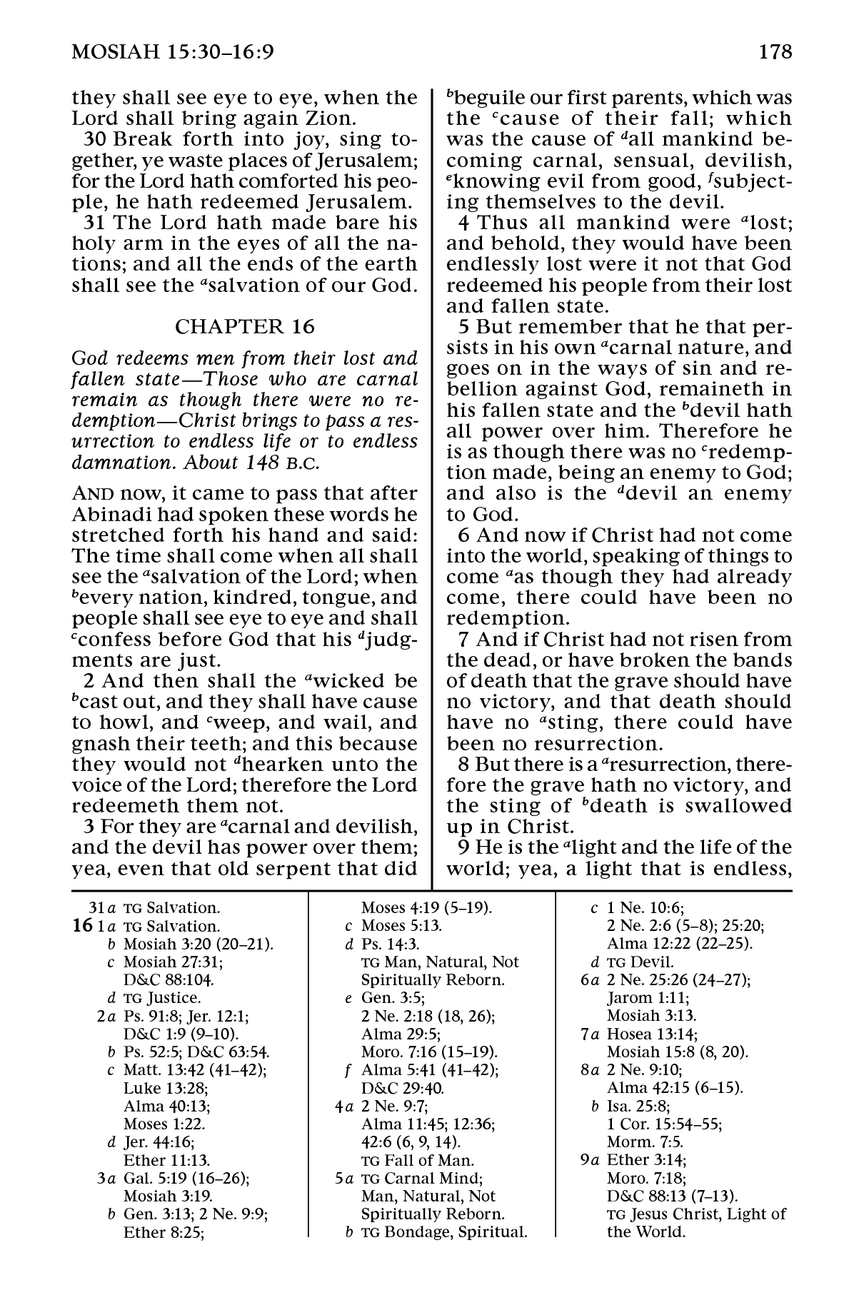 MOSIAH 15:30–16:9 178
they shall see eye to eye, when the
Lord shall bring again Zion.
30 Break forth into joy, sing to-
gether, ye waste places of Jerusalem;
for the Lord hath comforted his peo-
ple, he hath redeemed Jerusalem.
31 The Lord hath made bare his
holy arm in the eyes of all the na-
tions; and all the ends of the earth
shall see the a salvation of our God.
CHAPTER 16
God redeems men from their lost and
fallen state—Those who are carnal
remain as though there were no re-
demption—Christ brings to pass a res-
urrection to endless life or to endless
damnation. About 148 B.C.
AND now, it came to pass that after
Abinadi had spoken these words he
stretched forth his hand and said:
The time shall come when all shall
see the a salvation of the Lord; when
b every nation, kindred, tongue, and
people shall see eye to eye and shall
c confess before God that his d judg-
ments are just.
2 And then shall the a wicked be
b cast out, and they shall have cause
to howl, and c weep, and wail, and
gnash their teeth; and this because
they would not d hearken unto the
voice of the Lord; therefore the Lord
redeemeth them not.
3 For they are a carnal and devilish,
and the devil has power over them;
yea, even that old serpent that did
b beguile our first parents, which was
the c cause of their fall; which
was the cause of d all mankind be-
coming carnal, sensual, devilish,
e knowing evil from good, f subject-
ing themselves to the devil.
4 Thus all mankind were a lost;
and behold, they would have been
endlessly lost were it not that God
redeemed his people from their lost
and fallen state.
5 But remember that he that per-
sists in his own a carnal nature, and
goes on in the ways of sin and re-
bellion against God, remaineth in
his fallen state and the b devil hath
all power over him. Therefore he
is as though there was no c redemp-
tion made, being an enemy to God;
and also is the d devil an enemy
to God.
6 And now if Christ had not come
into the world, speaking of things to
come a as though they had already
come, there could have been no
redemption.
7 And if Christ had not risen from
the dead, or have broken the bands
of death that the grave should have
no victory, and that death should
have no a sting, there could have
been no resurrection.
8 But there is a a resurrection, there-
fore the grave hath no victory, and
the sting of b death is swallowed
up in Christ.
9 He is the a light and the life of the
world; yea, a light that is endless,
31 a TG Salvation.
16 1 a TG Salvation.
b Mosiah 3:20 (20–21).
c Mosiah 27:31;
D&C 88:104.
d TG Justice.
2 a Ps. 91:8; Jer. 12:1;
D&C 1:9 (9–10).
b Ps. 52:5; D&C 63:54.
c Matt. 13:42 (41–42);
Luke 13:28;
Alma 40:13;
Moses 1:22.
d Jer. 44:16;
Ether 11:13.
3 a Gal. 5:19 (16–26);
Mosiah 3:19.
b Gen. 3:13; 2 Ne. 9:9;
Ether 8:25;
Moses 4:19 (5–19).
c Moses 5:13.
d Ps. 14:3.
TG Man, Natural, Not
Spiritually Reborn.
e Gen. 3:5;
2 Ne. 2:18 (18, 26);
Alma 29:5;
Moro. 7:16 (15–19).
f Alma 5:41 (41–42);
D&C 29:40.
4 a 2 Ne. 9:7;
Alma 11:45; 12:36;
42:6 (6, 9, 14).
TG Fall of Man.
5 a TG Carnal Mind;
Man, Natural, Not
Spiritually Reborn.
b TG Bondage, Spiritual.
c 1 Ne. 10:6;
2 Ne. 2:6 (5–8); 25:20;
Alma 12:22 (22–25).
d TG Devil.
6 a 2 Ne. 25:26 (24–27);
Jarom 1:11;
Mosiah 3:13.
7 a Hosea 13:14;
Mosiah 15:8 (8, 20).
8 a 2 Ne. 9:10;
Alma 42:15 (6–15).
b Isa. 25:8;
1 Cor. 15:54–55;
Morm. 7:5.
9 a Ether 3:14;
Moro. 7:18;
D&C 88:13 (7–13).
TG Jesus Christ, Light of
the World.